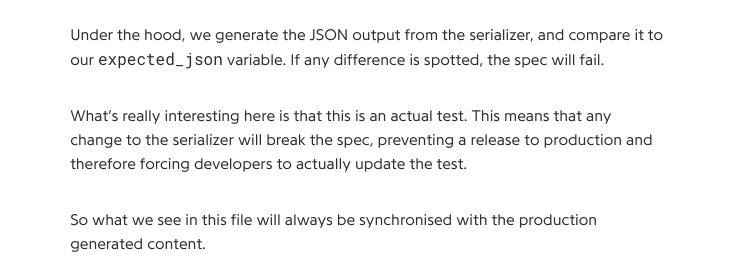 Under the hood, we generate the JSON output from the serializer, and compare it to
our expected_json variable. If any difference is spotted, the spec will fail.
What's really interesting here is that this is an actual test. This means that any
change to the serializer will break the spec, preventing a release to production and
therefore forcing developers to actually update the test.
So what we see in this file will always be synchronised with the production
generated content.